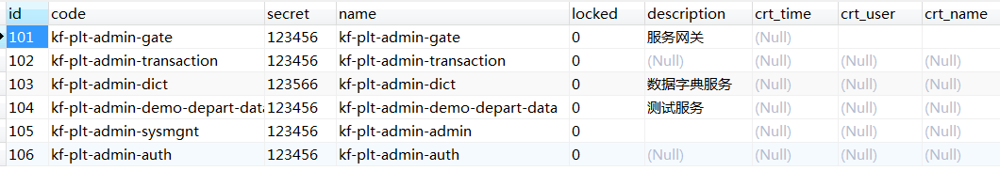 id code secret name locked description crt_time crt_user crt_name
101 kf-plt-admin-gate 123456 kf-plt-admin-gate 0 服务网关 (Null)
102 kf-plt-admin-transaction 123456 kf-plt-admin-transaction 0 (Null) (Null) (Null) (Null)
103 kf-plt-admin-dict 123566 kf-plt-admin-dict 0 数据字典服务 (Null) (Null) (Null)
104 kf-plt-admin-demo-depart-dat 123456 kf-plt-admin-demo-depart-data 0 测试服务 (Null) (Null) (Null)
105 kf-plt-admin-sysmgnt 123456 kf-plt-admin-admin 0 (Null) (Null) (Null)
106 kf-plt-admin-auth 123456 kf-plt-admin-auth 0 (Null) (Null) (Null) (Null)